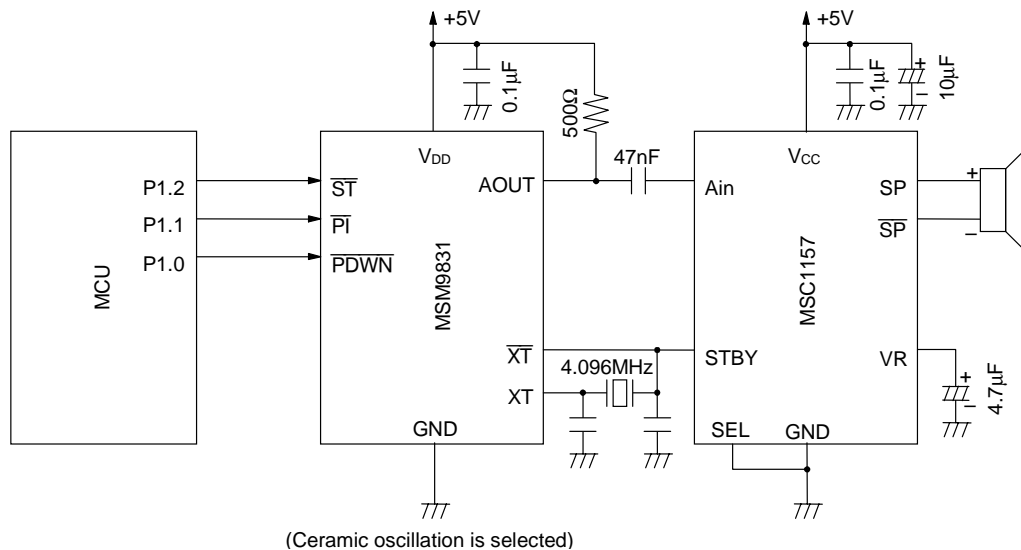 +5V
+5V
0.1µF
500Ω
0.1µF
10µF
47nF
VDD
VCC
P1.2
ST
AOUT
Ain
SP
+
P1.1
PI
SP
−
P1.0
PDWN
MCU
MSM9831
MSC1157
XT
4.096MHz
STBY
VR
XT
4.7µF
GND
SEL
GND
+
−
+
−
(Ceramic oscillation is selected)